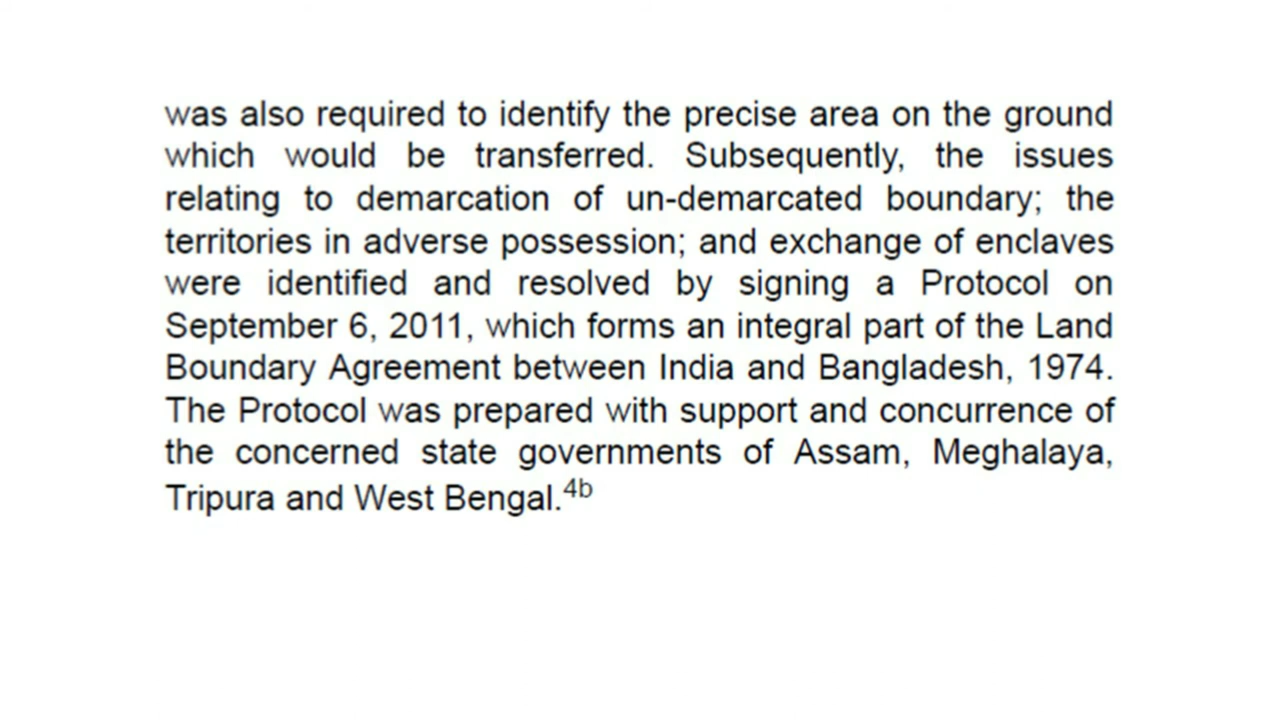 was also required to identify the precise area on the ground
which would be transferred. Subsequently, the issues
relating to demarcation of un-demarcated boundary; the
territories in adverse possession; and exchange of enclaves
were identified and resolved by signing a Protocol on
September 6, 2011, which forms an integral part of the Land
Boundary Agreement between India and Bangladesh, 1974.
The Protocol was prepared with support and concurrence of
the concerned state governments of Assam, Meghalaya,
Tripura and West Bengal.4b